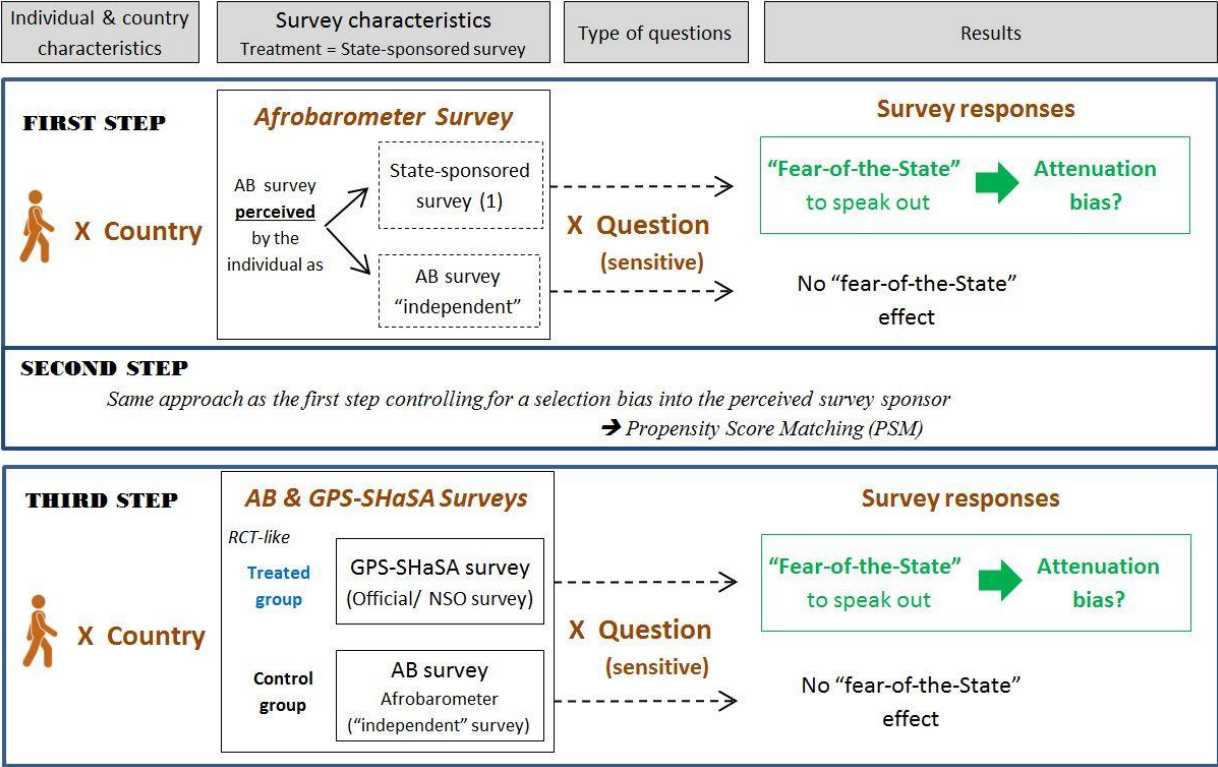 Individual & country
characteristics
Survey characteristics
Treatment = State-sponsored survey
Type of questions
Results
FIRST STEP
X Country
Afrobarometer Survey
AB survey
perceived
by the
individual as
State-sponsored
survey (1)
AB survey
“independent”
X Question
(sensitive)
Survey responses
“Fear-of-the-State”
to speak out
Attenuation
bias?
No “fear-of-the-State”
effect
SECOND STEP
Same approach as the first step controlling for a selection bias into the perceived survey sponsor
➔ Propensity Score Matching (PSM)
THIRD STEP
X Country
AB & GPS-SHaSA Surveys
RCT-like
Treated
group
GPS-SHaSA survey
(Official/ NSO survey)
Control
group
AB survey
Afrobarometer
(“independent” survey)
X Question
(sensitive)
Survey responses
“Fear-of-the-State”
to speak out
Attenuation
bias?
No “fear-of-the-State”
effect